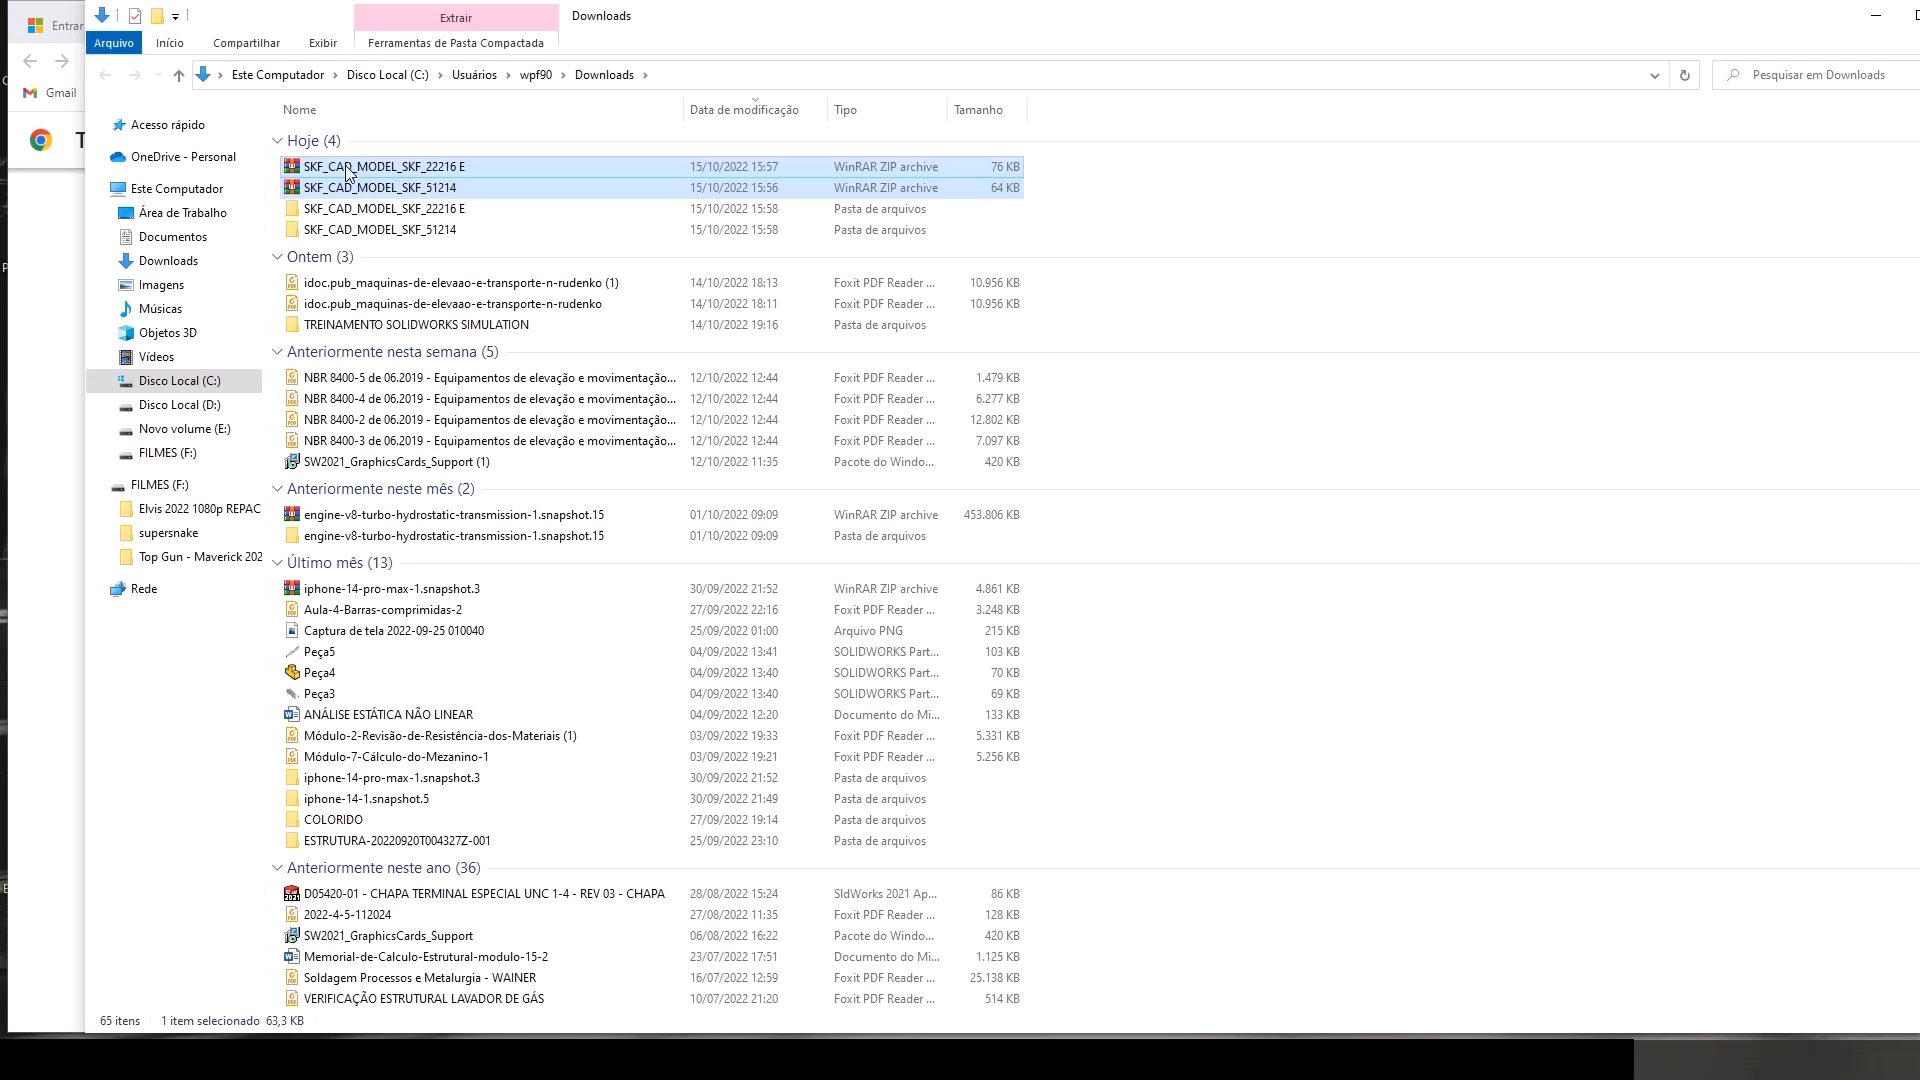 Entrar
Extrair
Downloads
Arquivo
Início
Compartilhar
Exibir
Ferramentas de Pasta Compactada
Este Computador
Disco Local (C:)
Usuários
wpf90
Downloads
Pesquisar em Downloads
Gmail
Nome
Data de modificação
Tipo
Tamanho
Acesso rápido
OneDrive - Personal
Este Computador
Área de Trabalho
Documentos
Downloads
Imagens
Músicas
Objetos 3D
Vídeos
Disco Local (C:)
Disco Local (D:)
Novo volume (E:)
FILMES (F:)
FILMES (F:)
Elvis 2022 1080p REPAC
supersnake
Top Gun - Maverick 202
Rede
Hoje (4)
SKF_CAD_MODEL_SKF_22216 E 15/10/2022 15:57 WinRAR ZIP archive 76 KB
SKF_CAD_MODEL_SKF_51214 15/10/2022 15:56 WinRAR ZIP archive 64 KB
SKF_CAD_MODEL_SKF_22216 E 15/10/2022 15:58 Pasta de arquivos
SKF_CAD_MODEL_SKF_51214 15/10/2022 15:58 Pasta de arquivos
Ontem (3)
idoc.pub_maquinas-de-elevaao-e-transporte-n-rudenko (1) 14/10/2022 18:13 Foxit PDF Reader ... 10.956 KB
idoc.pub_maquinas-de-elevaao-e-transporte-n-rudenko 14/10/2022 18:11 Foxit PDF Reader ... 10.956 KB
TREINAMENTO SOLIDWORKS SIMULATION 14/10/2022 19:16 Pasta de arquivos
Anteriormente nesta semana (5)
NBR 8400-5 de 06.2019 - Equipamentos de elevação e movimentação... 12/10/2022 12:44 Foxit PDF Reader ... 1.479 KB
NBR 8400-4 de 06.2019 - Equipamentos de elevação e movimentação... 12/10/2022 12:44 Foxit PDF Reader ... 6.277 KB
NBR 8400-2 de 06.2019 - Equipamentos de elevação e movimentação... 12/10/2022 12:44 Foxit PDF Reader ... 12.802 KB
NBR 8400-3 de 06.2019 - Equipamentos de elevação e movimentação... 12/10/2022 12:44 Foxit PDF Reader ... 7.097 KB
SW2021_GraphicsCards_Support (1) 12/10/2022 11:35 Pacote do Windo... 420 KB
Anteriormente neste mês (2)
engine-v8-turbo-hydrostatic-transmission-1.snapshot.15 01/10/2022 09:09 WinRAR ZIP archive 453.806 KB
engine-v8-turbo-hydrostatic-transmission-1.snapshot.15 01/10/2022 09:09 Pasta de arquivos
Último mês (13)
iphone-14-pro-max-1.snapshot.3 30/09/2022 21:52 WinRAR ZIP archive 4.861 KB
Aula-4-Barras-comprimidas-2 27/09/2022 22:16 Foxit PDF Reader ... 3.248 KB
Captura de tela 2022-09-25 010040 25/09/2022 01:00 Arquivo PNG 215 KB
Peça5 04/09/2022 13:41 SOLIDWORKS Part... 103 KB
Peça4 04/09/2022 13:40 SOLIDWORKS Part... 70 KB
Peça3 04/09/2022 13:40 SOLIDWORKS Part... 69 KB
ANÁLISE ESTÁTICA NÃO LINEAR 04/09/2022 12:20 Documento do Mi... 133 KB
Módulo-2-Revisão-de-Resistência-dos-Materiais (1) 03/09/2022 19:33 Foxit PDF Reader ... 5.331 KB
Módulo-7-Cálculo-do-Mezanino-1 03/09/2022 19:21 Foxit PDF Reader ... 5.256 KB
iphone-14-pro-max-1.snapshot.3 30/09/2022 21:52 Pasta de arquivos
iphone-14-1.snapshot.5 30/09/2022 21:49 Pasta de arquivos
COLORIDO 27/09/2022 19:14 Pasta de arquivos
ESTRUTURA-20220920T004327Z-001 25/09/2022 23:10 Pasta de arquivos
Anteriormente neste ano (36)
D05420-01 - CHAPA TERMINAL ESPECIAL UNC 1-4 - REV 03 - CHAPA 28/08/2022 15:24 SldWorks 2021 Ap... 86 KB
2022-4-5-112024 27/08/2022 11:35 Foxit PDF Reader ... 128 KB
SW2021_GraphicsCards_Support 06/08/2022 16:22 Pacote do Windo... 420 KB
Memorial-de-Calculo-Estrutural-modulo-15-2 23/07/2022 17:51 Documento do Mi... 1.125 KB
Soldagem Processos e Metalurgia - WAINER 16/07/2022 12:59 Foxit PDF Reader ... 25.138 KB
VERIFICAÇÃO ESTRUTURAL LAVADOR DE GÁS 10/07/2022 21:20 Foxit PDF Reader ... 514 KB
65 itens 1 item selecionado 63,3 KB